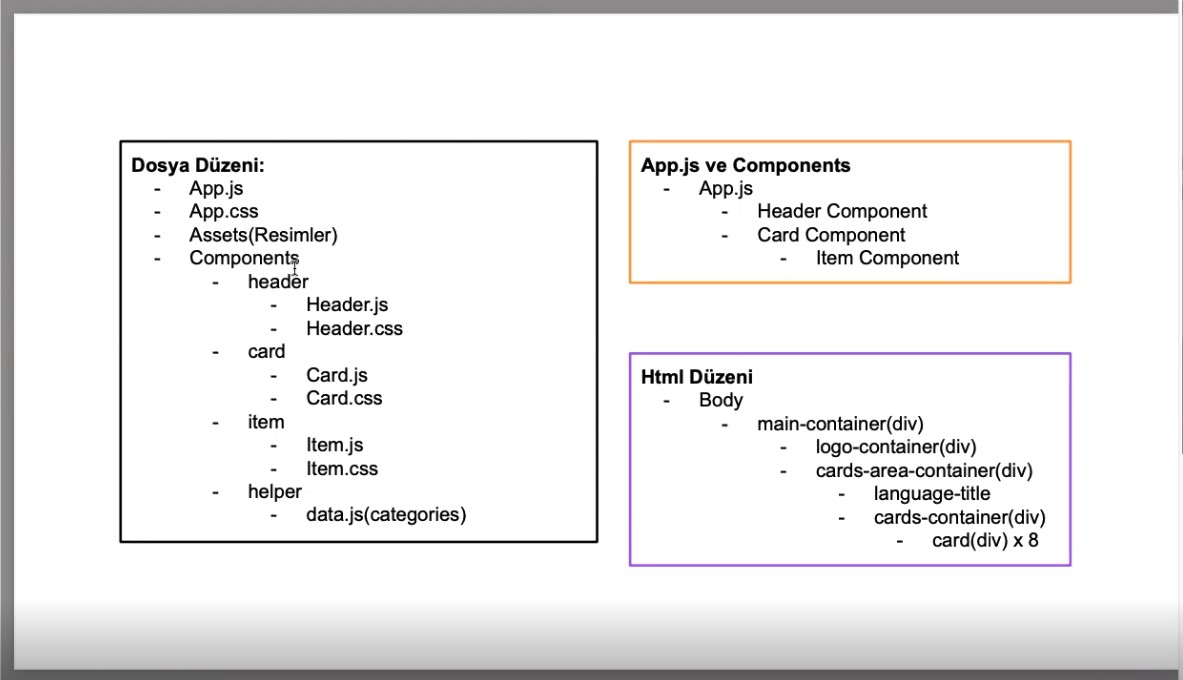 Dosya Düzeni:
- App.js
- App.css
- Assets(Resimler)
- Components
- header
- Header.js
- Header.css
- card
- Card.js
- Card.css
- item
- Item.js
- Item.css
- helper
- data.js(categories)
App.js ve Components
- App.js
- Header Component
- Card Component
- Item Component
Html Düzeni
- Body
- main-container(div)
- logo-container(div)
- cards-area-container(div)
- language-title
- cards-container(div)
- card(div) x 8